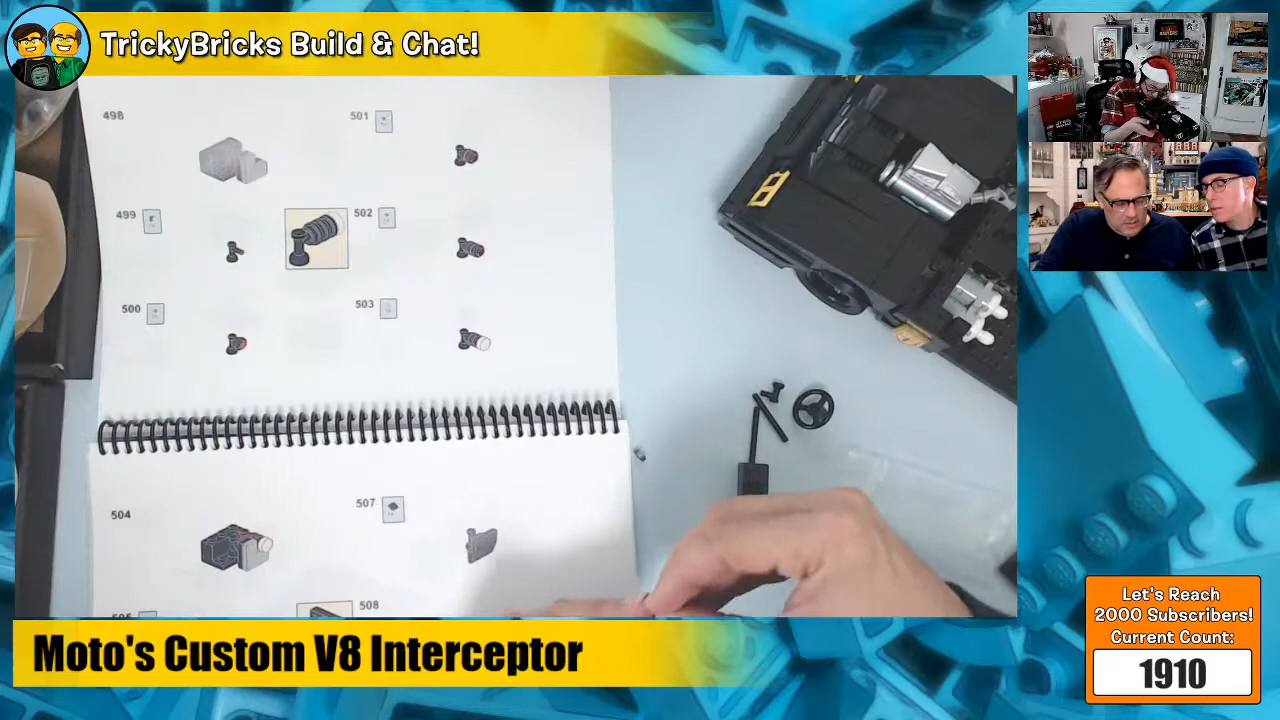 TrickyBricks Build & Chat!
498
501
499
502
500
503
504
507
508
Moto's Custom V8 Interceptor
Let's Reach
2000 Subscribers!
Current Count:
1910